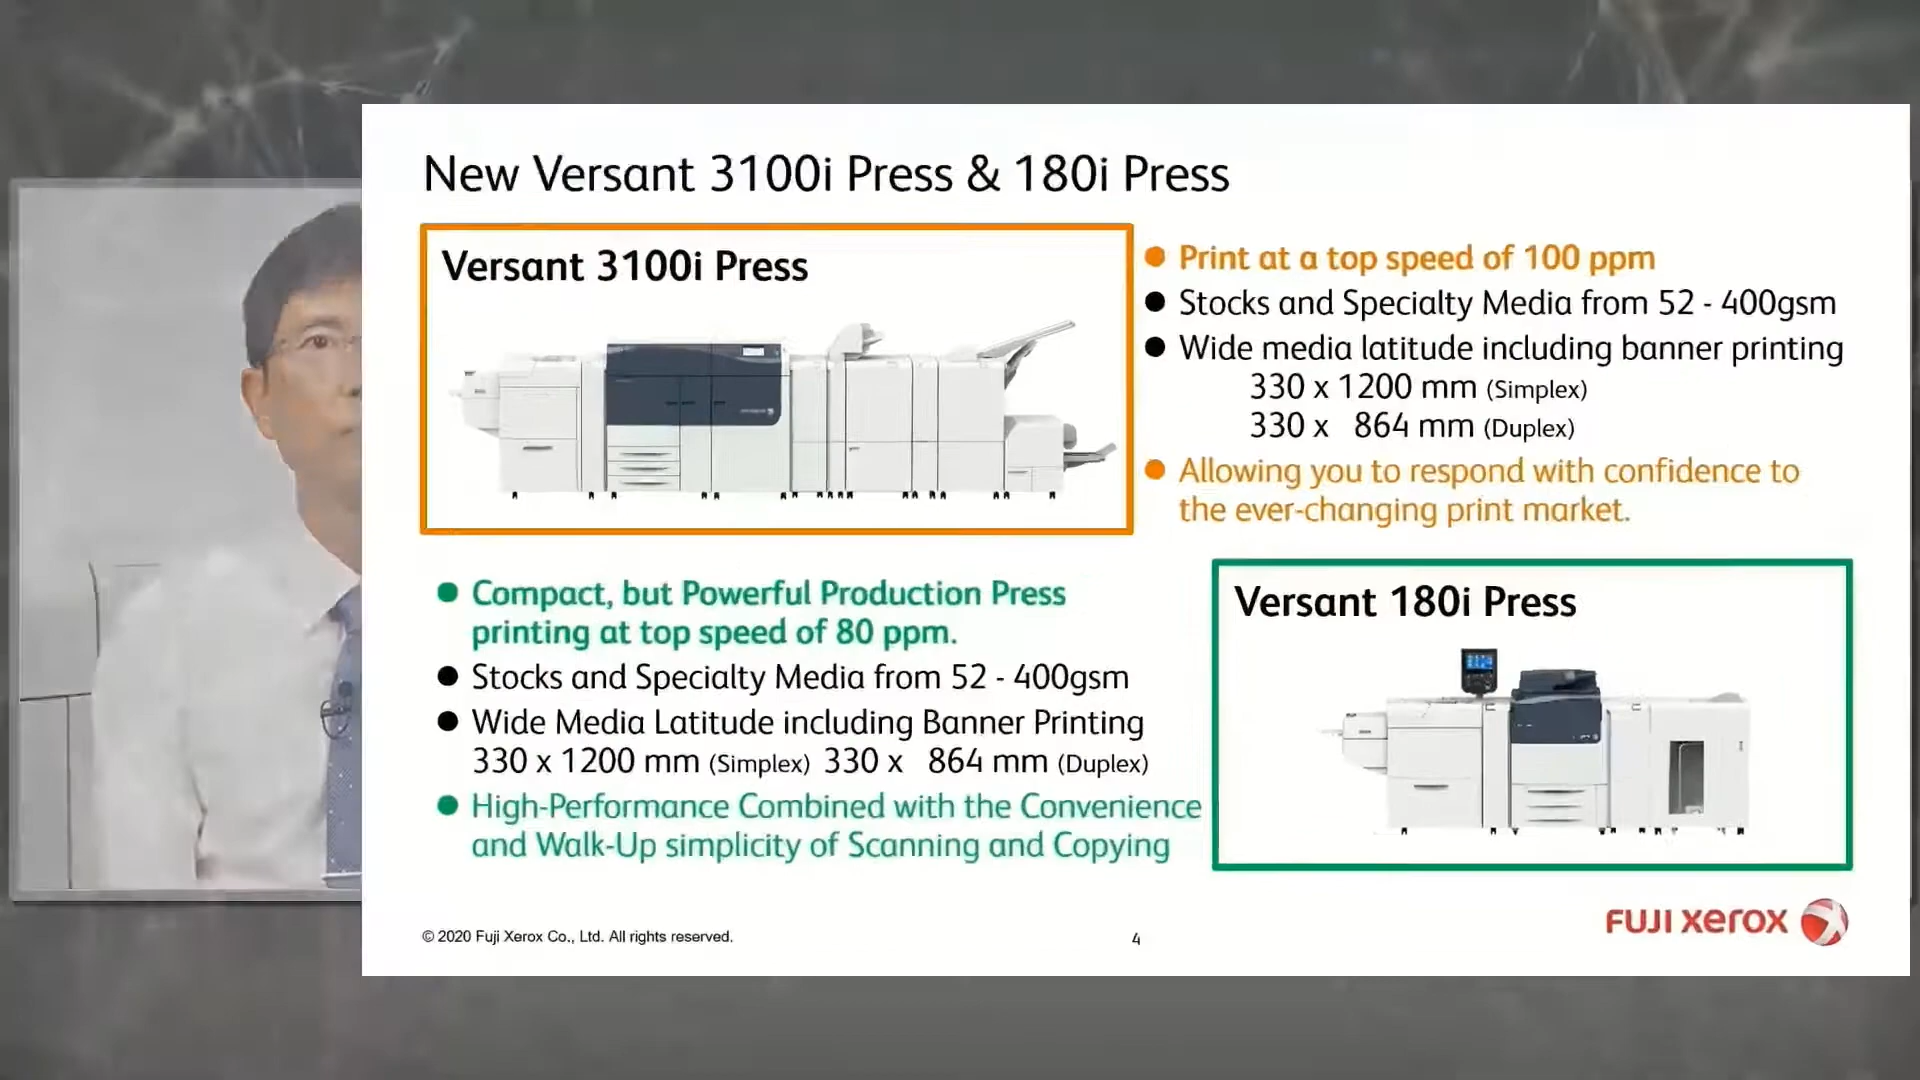 New Versant 3100i Press & 180i Press
Versant 3100i Press
Print at a top speed of 100 ppm
Stocks and Specialty Media from 52 - 400gsm
Wide media latitude including banner printing
330 x 1200 mm (Simplex)
330 x 864 mm (Duplex)
Allowing you to respond with confidence to
the ever-changing print market.
Compact, but Powerful Production Press
printing at top speed of 80 ppm.
Stocks and Specialty Media from 52 - 400gsm
Wide Media Latitude including Banner Printing
330 x 1200 mm (Simplex) 330 x 864 mm (Duplex)
High-Performance Combined with the Convenience
and Walk-Up simplicity of Scanning and Copying
Versant 180i Press
© 2020 Fuji Xerox Co., Ltd. All rights reserved.
4
FUJI xerox